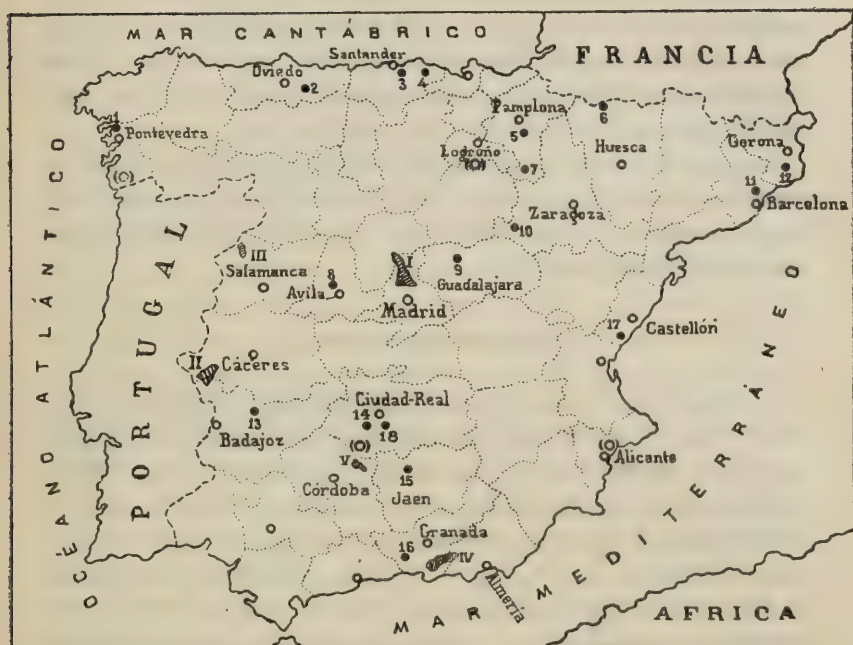 MAR CANTÁBRICO
FRANCIA
Santander
Oviedo
2
3
4
Pamplona
5
6
1
Pontevedra
Logroño
(O)
7
Huesca
Gerona
12
11
Barcelona
(O)
Zaragoza
10
III
Salamanca
8
Avila
I
9
Guadalajara
Madrid
17
Castellón
II
Cáceres
Ciudad-Real
14
18
13
Badajoz
(O)
V
Córdoba
15
Jaen
(O)
Alicante
Granada
16
IV
Almería
OCÉANO ATLÁNTICO
PORTUGAL
MAR MEDITERRÁNEO
AFRICA